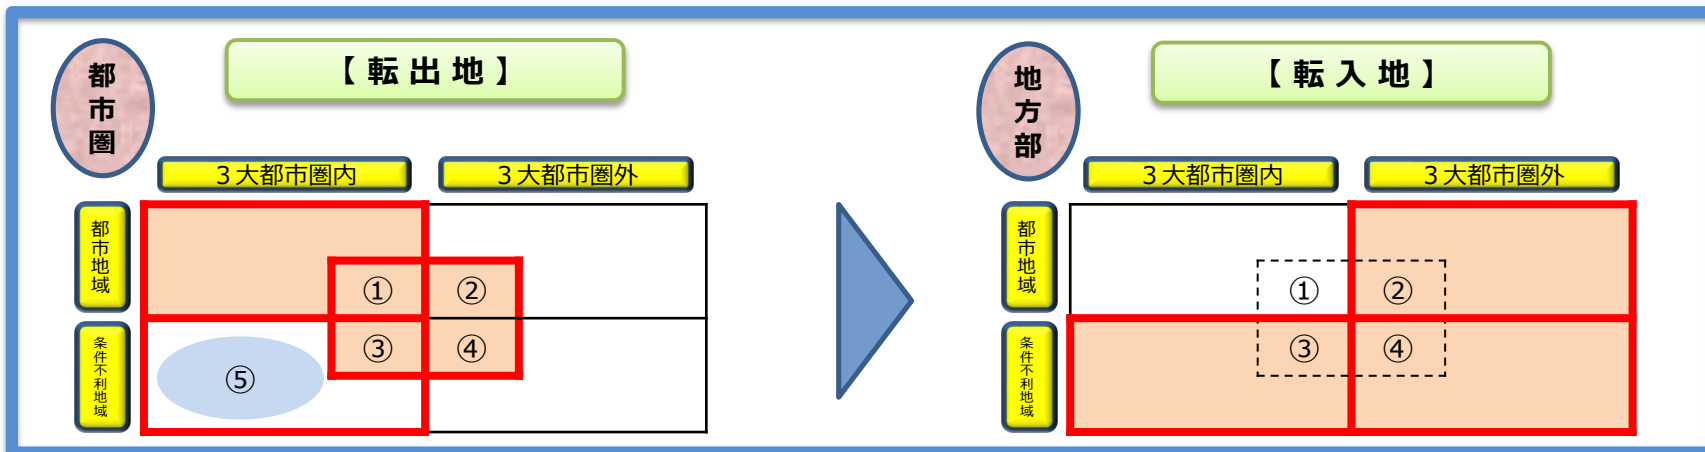 都市圏
【 転 出 地 】
３大都市圏内
３大都市圏外
都市地域
①
②
条件不利地域
③
④
⑤
地方部
【 転 入 地 】
３大都市圏内
３大都市圏外
都市地域
①
②
条件不利地域
③
④